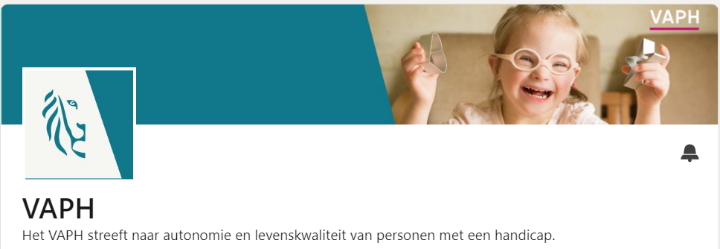 VAPH
VAPH
Het VAPH streeft naar autonomie en levenskwaliteit van personen met een handicap.